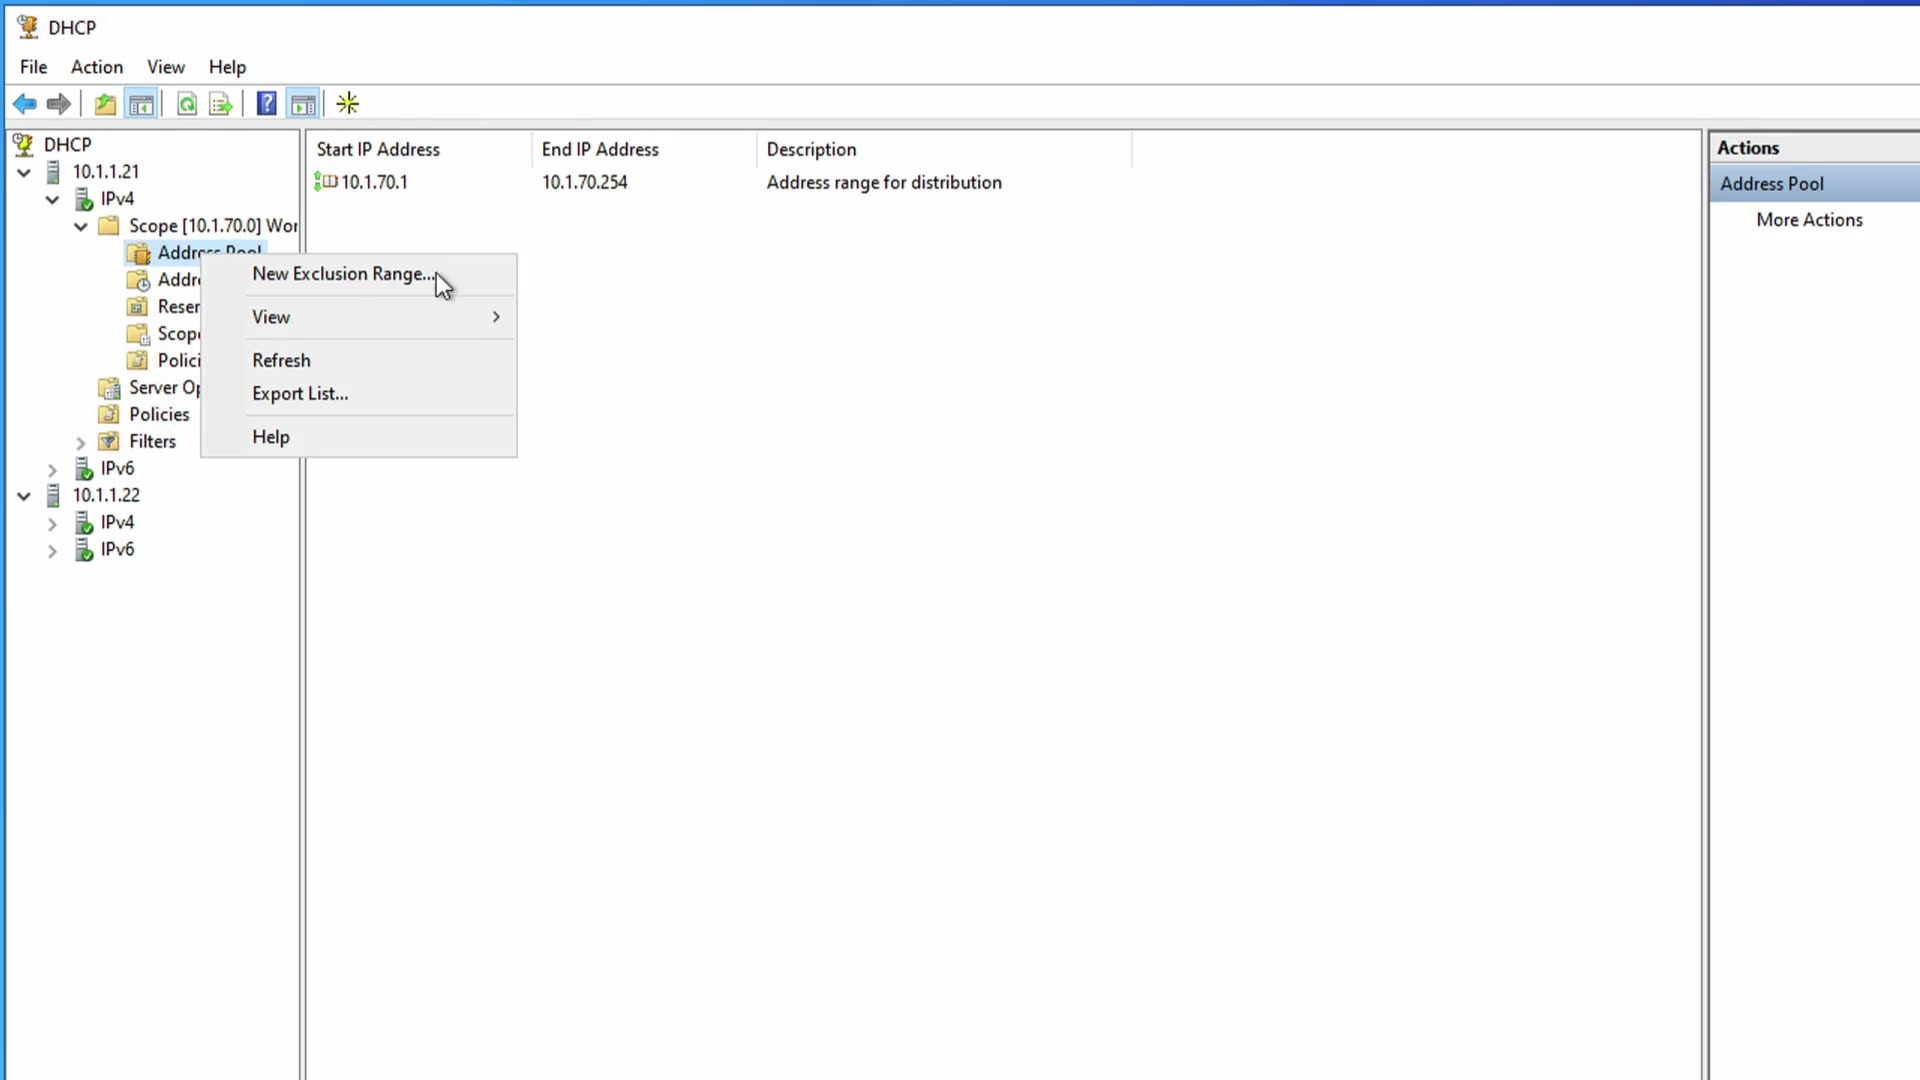 DHCP
File Action View Help
DHCP
10.1.1.21
IPv4
Scope [10.1.70.0] Wor
Address Pool
Addre
Reser
Scope
Polici
Server Op
Policies
Filters
IPv6
10.1.1.22
IPv4
IPv6
New Exclusion Range...
View
Refresh
Export List...
Help
Start IP Address End IP Address Description
10.1.70.1 10.1.70.254 Address range for distribution
Actions
Address Pool
More Actions